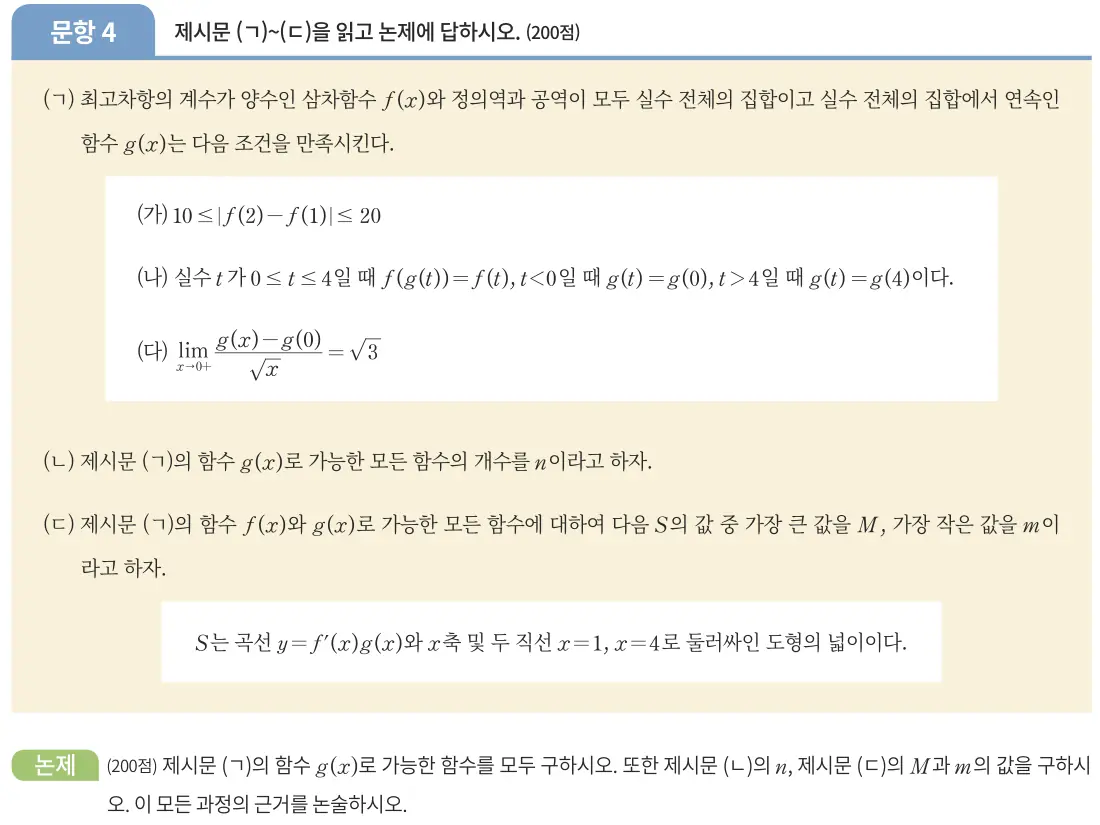 문항 4 제시문 (ㄱ)~(ㄷ)을 읽고 논제에 답하시오. (200점)
(ㄱ) 최고차항의 계수가 양수인 삼차함수 f(x)와 정의역과 공역이 모두 실수 전체의 집합이고 실수 전체의 집합에서 연속인
함수 g(x)는 다음 조건을 만족시킨다.
(가) 10 ≤ |f(2)−f(1)| ≤ 20
(나) 실수 t가 0 ≤ t ≤ 4일 때 f(g(t))=f(t), t<0일 때 g(t)=g(0), t>4일 때 g(t)=g(4)이다.
(다) lim_{x→0+} (g(x)−g(0))/√x = √3
(ㄴ) 제시문 (ㄱ)의 함수 g(x)로 가능한 모든 함수의 개수를 n이라고 하자.
(ㄷ) 제시문 (ㄱ)의 함수 f(x)와 g(x)로 가능한 모든 함수에 대하여 다음 S의 값 중 가장 큰 값을 M, 가장 작은 값을 m이
라고 하자.
S는 곡선 y=f′(x)g(x)와 x축 및 두 직선 x=1, x=4로 둘러싸인 도형의 넓이이다.
논제 (200점) 제시문 (ㄱ)의 함수 g(x)로 가능한 함수를 모두 구하시오. 또한 제시문 (ㄴ)의 n, 제시문 (ㄷ)의 M과 m의 값을 구하시
오. 이 모든 과정의 근거를 논술하시오.